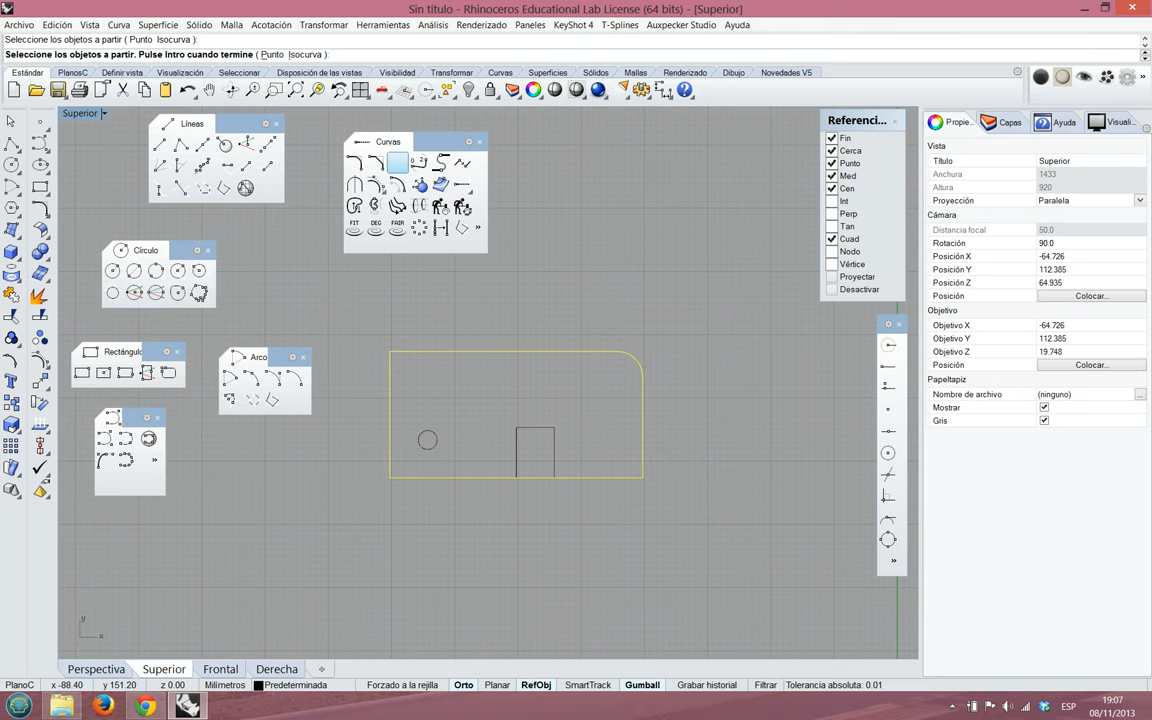 Sin título - Rhinoceros Educational Lab License (64 bits) - [Superior]
Archivo Edición Vista Curva Superficie Sólido Malla Acotación Transformar Herramientas Análisis Renderizado Paneles KeyShot 4 T-Splines Auxpecker Studio Ayuda
Seleccione los objetos a partir ( Punto Isocurva ):
Seleccione los objetos a partir. Pulse Intro cuando termine ( Punto Isocurva ):
Estándar PlanosC Definir vista Visualización Seleccionar Disposición de las vistas Visibilidad Transformar Curvas Superficies Sólidos Mallas Renderizado Dibujo Novedades V5
Superior
Líneas
Curvas
FIT DEG FAIR
Círculo
Rectángulo
Arco
Referenci...
Fin
Cerca
Punto
Med
Cen
Int
Perp
Tan
Cuad
Nodo
Vértice
Proyectar
Desactivar
Propie... Capas Ayuda Visuali...
Vista
Título Superior
Anchura 1433
Altura 920
Proyección Paralela
Cámara
Distancia focal 50.0
Rotación 90.0
Posición X -64.726
Posición Y 112.385
Posición Z 64.935
Posición Colocar...
Objetivo
Objetivo X -64.726
Objetivo Y 112.385
Objetivo Z 19.748
Posición Colocar...
Papeltapiz
Nombre de archivo (ninguno) ...
Mostrar
Gris
y
x
Perspectiva Superior Frontal Derecha
PlanoC x -88.40 y 151.20 z 0.00 Milímetros Predeterminada Forzado a la rejilla Orto Planar RefObj SmartTrack Gumball Grabar historial Filtrar Tolerancia absoluta: 0.01
ESP
19:07
08/11/2013